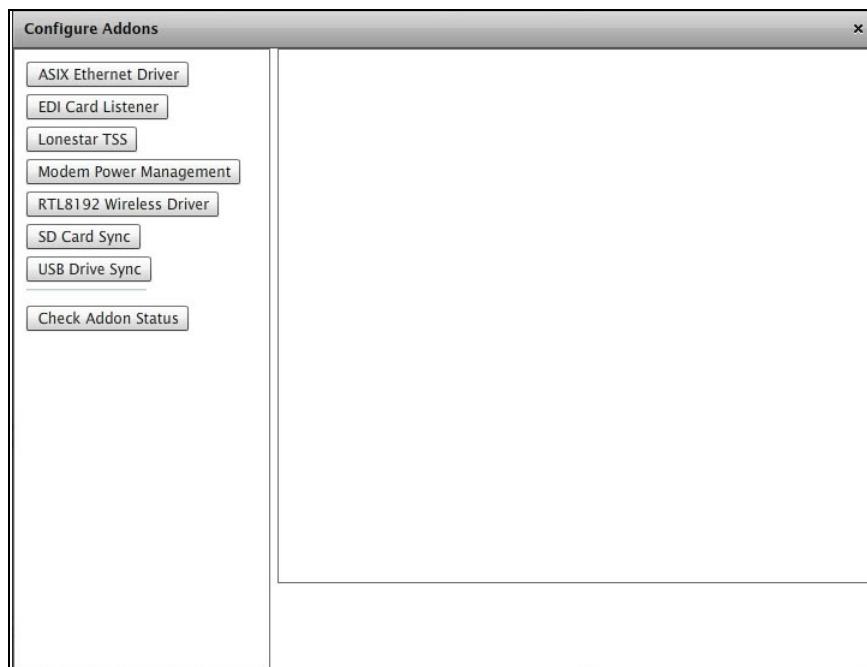 Configure Addons
×
ASIX Ethernet Driver
EDI Card Listener
Lonestar TSS
Modem Power Management
RTL8192 Wireless Driver
SD Card Sync
USB Drive Sync
Check Addon Status